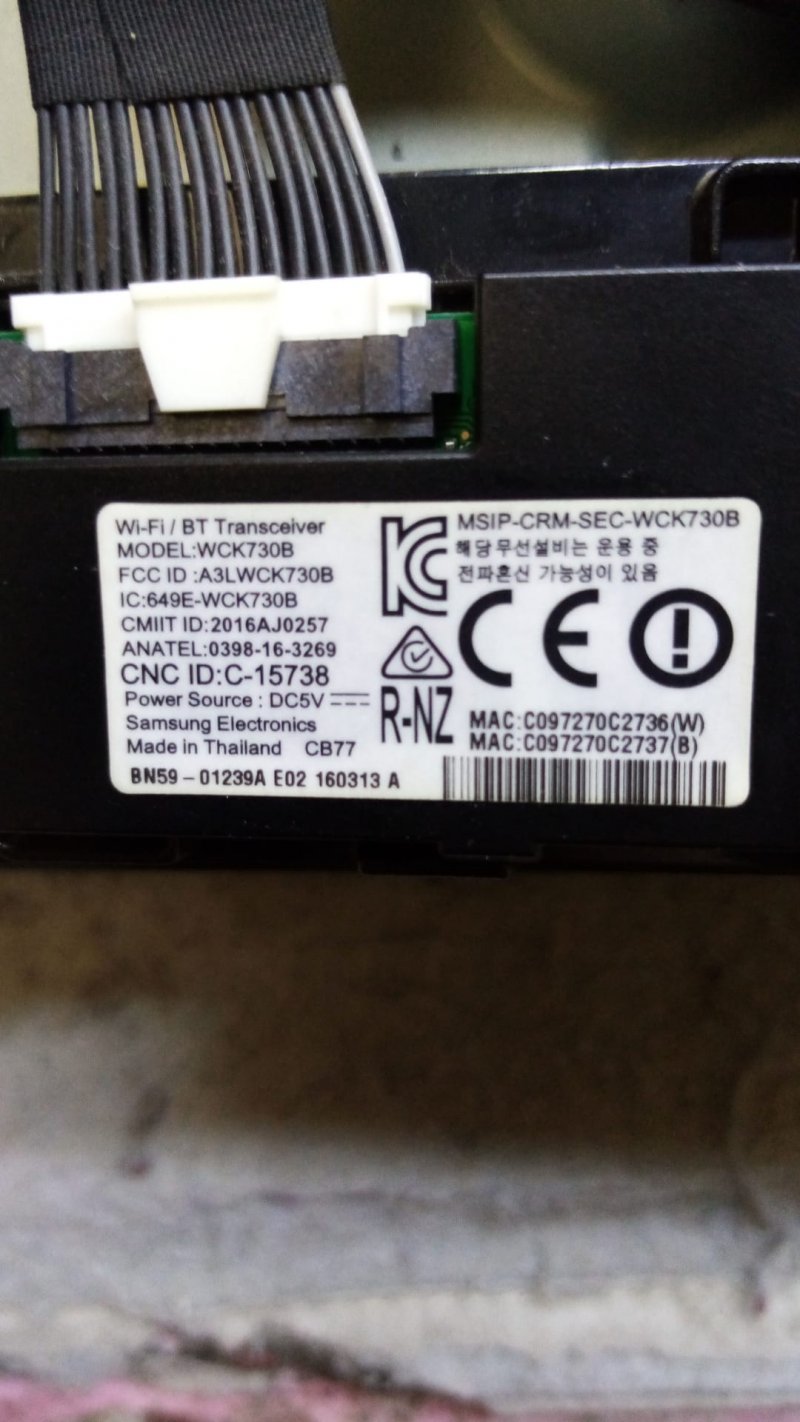 Wi-Fi / BT Transceiver
MODEL:WCK730B
FCC ID :A3LWCK730B
IC:649E-WCK730B
CMIIT ID:2016AJ0257
ANATEL:0398-16-3269
CNC ID:C-15738
Power Source : DC5V
Samsung Electronics
Made in Thailand CB77
BN59-01239A E02 160313 A
MSIP-CRM-SEC-WCK730B
해당무선설비는 운용 중
전파혼신 가능성이 있음
R-NZ
MAC:C097270C2736(W)
MAC:C097270C2737(B)